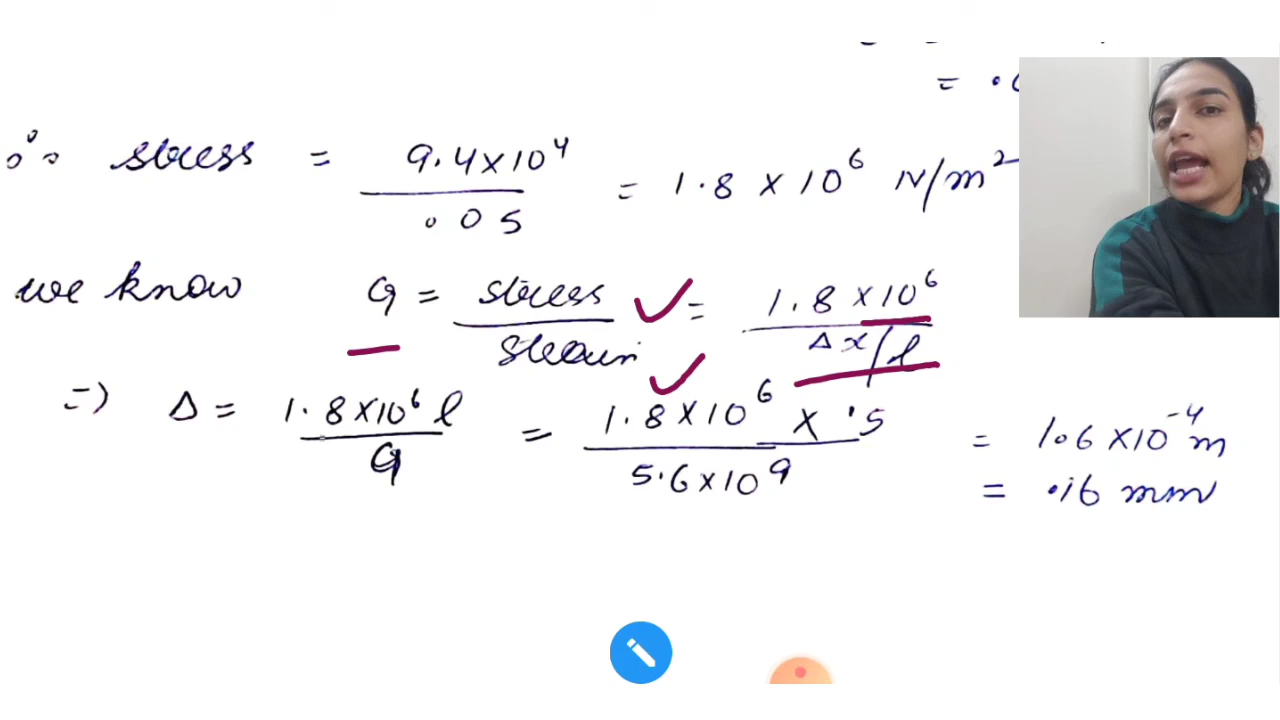 = .0
∴ stress = 9.4×10⁴ / .05 = 1.8 × 10⁶ N/m²
we know G = stress / strain = 1.8 × 10⁶ / Δx/l
=) Δ = 1.8×10⁶ l / G = 1.8×10⁶ × .5 / 5.6×10⁹ = 1.6×10⁻⁴ m
= .16 mm